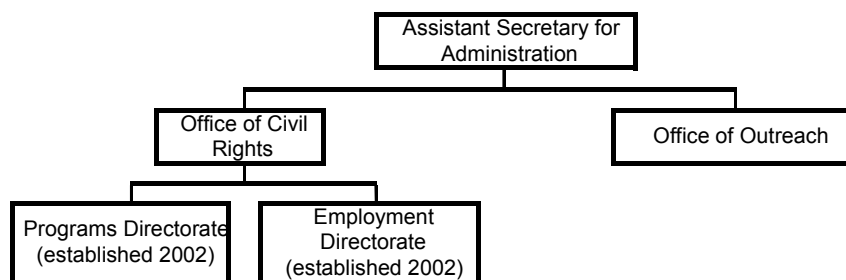 Assistant Secretary for
Administration
Office of Civil
Rights
Office of Outreach
Programs Directorate
(established 2002)
Employment
Directorate
(established 2002)